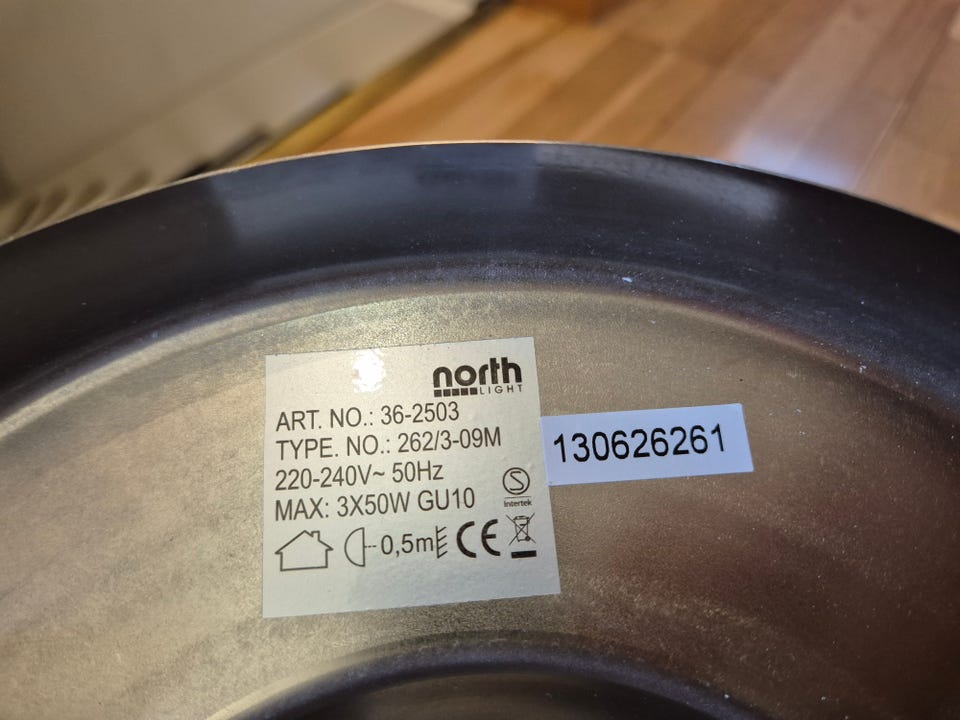 north
LIGHT
ART. NO.: 36-2503
TYPE. NO.: 262/3-09M
220-240V~ 50Hz
MAX: 3X50W GU10
S
Intertek
0,5m
CE
130626261